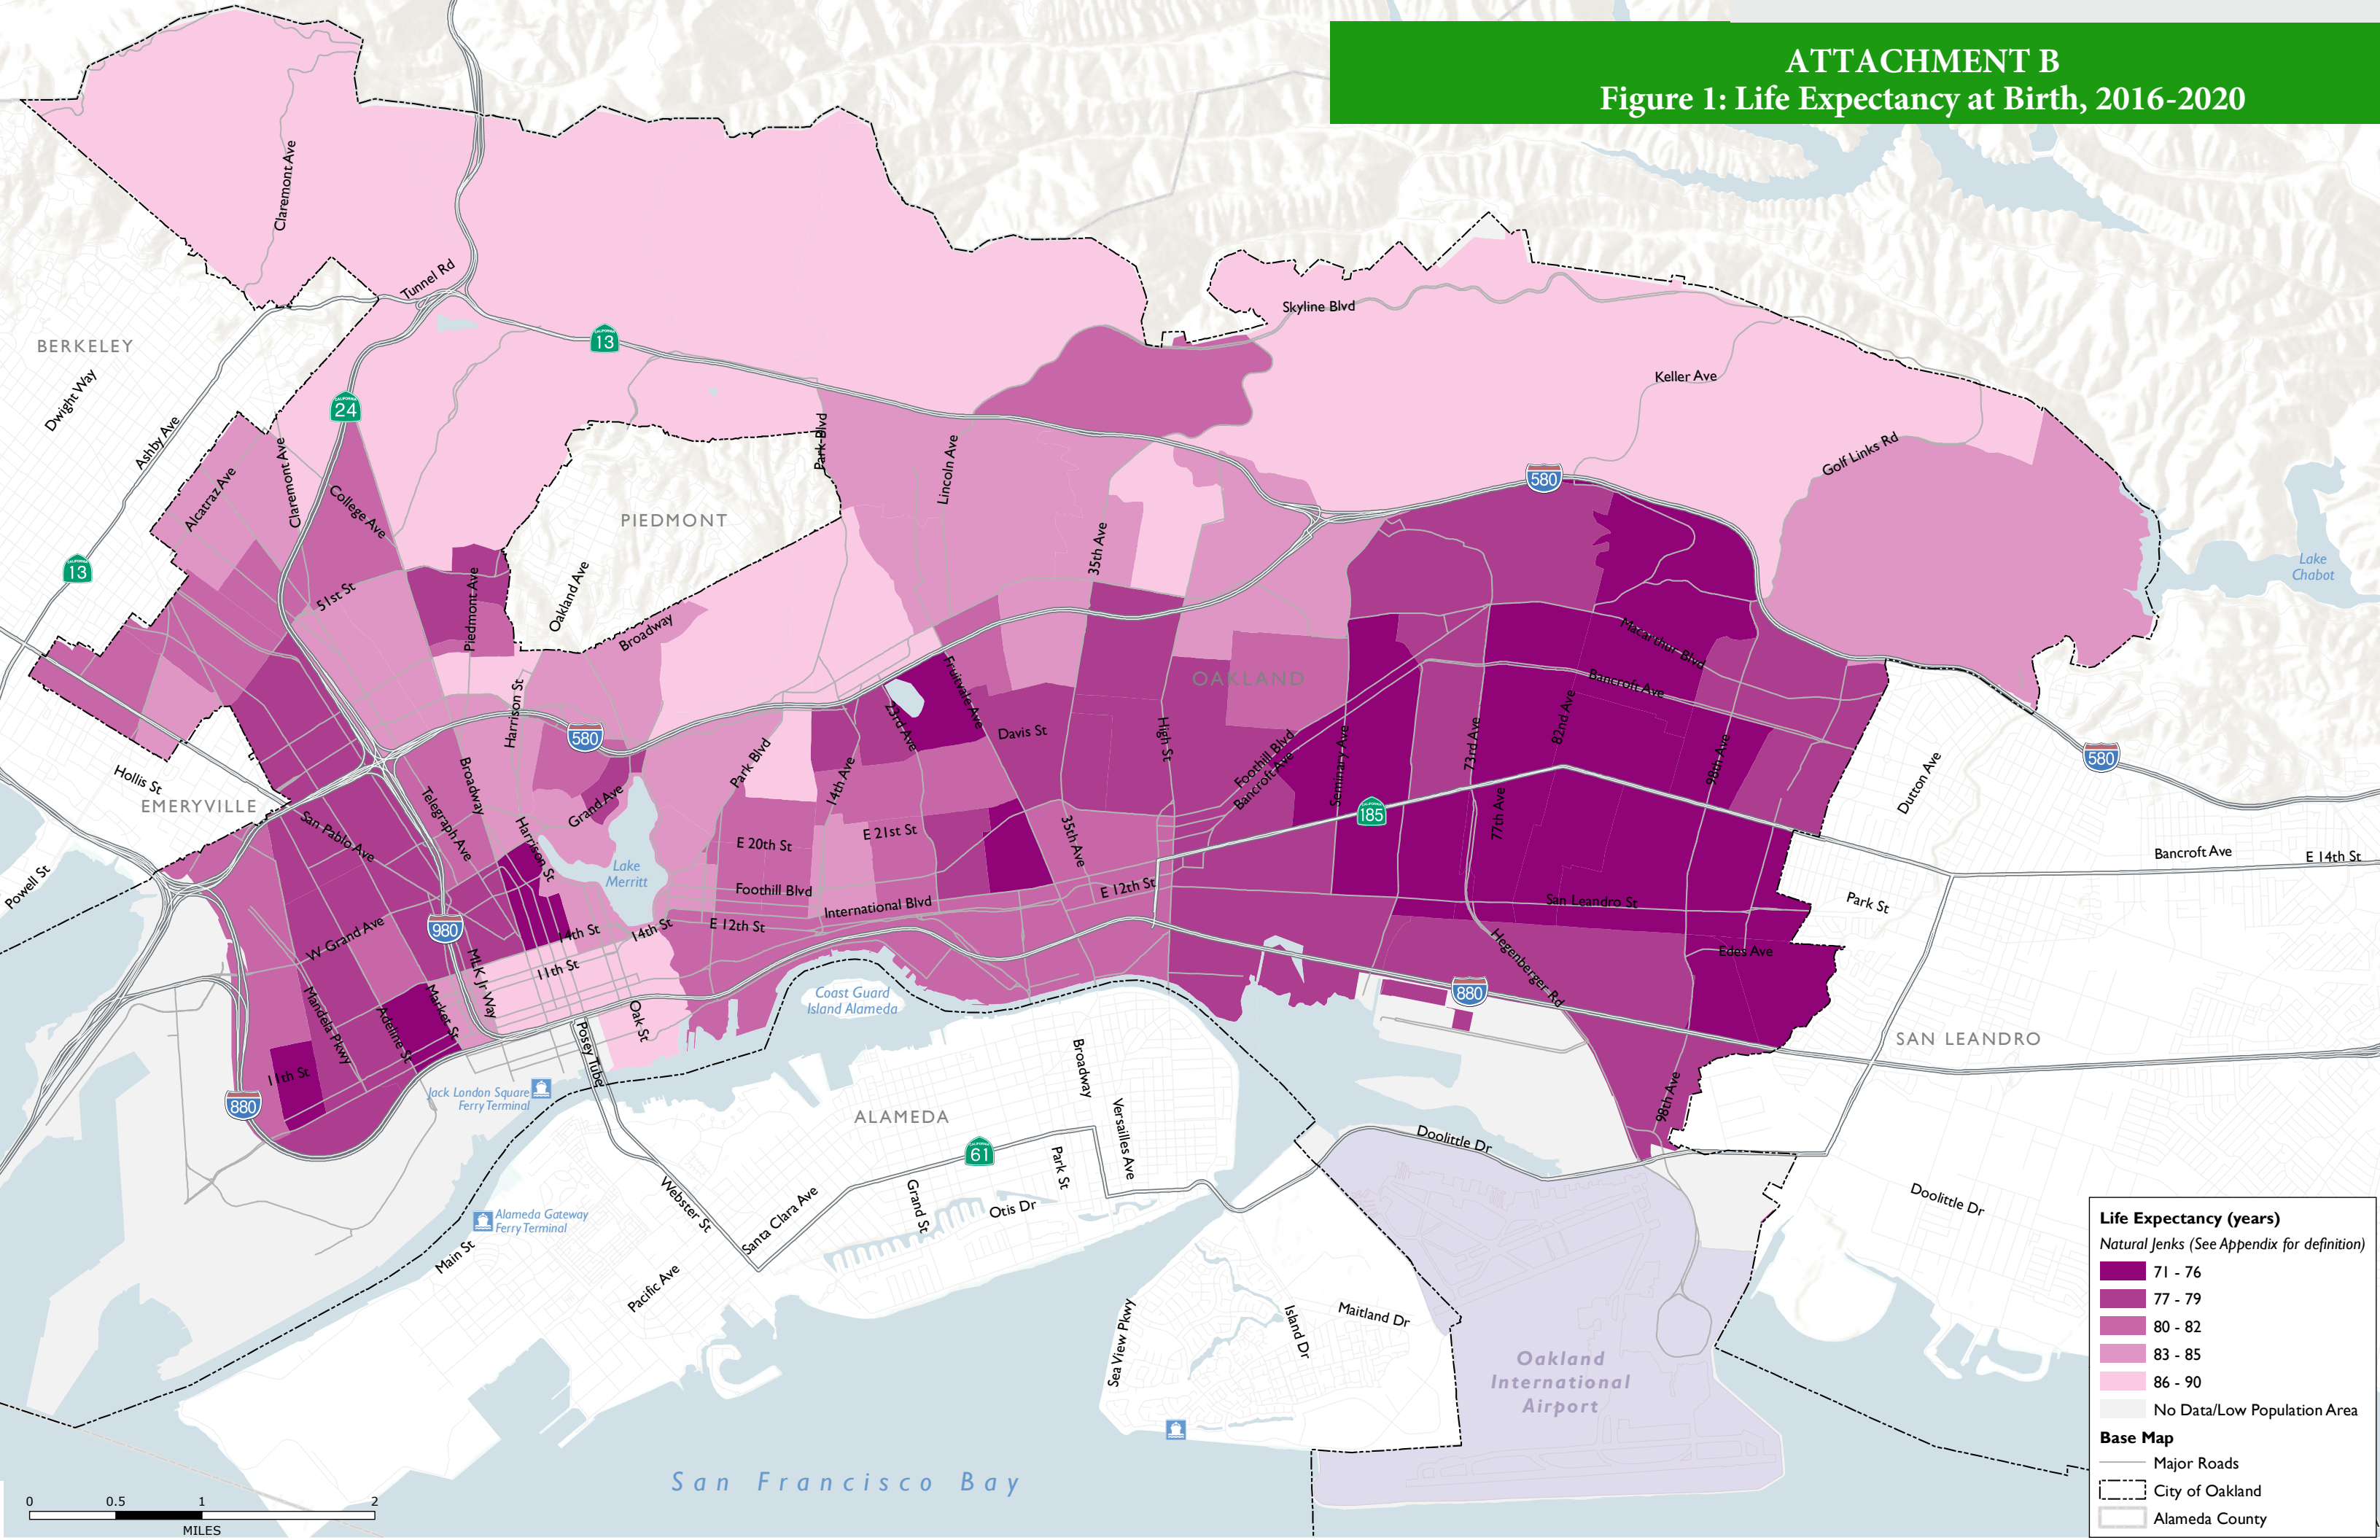 ATTACHMENT B
Figure 1: Life Expectancy at Birth, 2016-2020
Claremont Ave
Tunnel Rd
BERKELEY
Dwight Way
Ashby Ave
CALIFORNIA
13
CALIFORNIA
24
CALIFORNIA
13
Skyline Blvd
Keller Ave
Golf Links Rd
Alcatraz Ave
Claremont Ave
College Ave
Park Blvd
Lincoln Ave
35th Ave
580
PIEDMONT
51st St
Piedmont Ave
Oakland Ave
Broadway
Lake
Chabot
Macarthur Blvd
Bancroft Ave
OAKLAND
Harrison St
580
Fruitvale Ave
23rd Ave
Davis St
High St
Foothill Blvd
Bancroft Ave
Seminary Ave
73rd Ave
82nd Ave
98th Ave
580
Dutton Ave
Hollis St
EMERYVILLE
Park Blvd
14th Ave
Broadway
Telegraph Ave
Grand Ave
Harrison St
San Pablo Ave
Powell St
Lake
Merritt
E 20th St
E 21st St
Foothill Blvd
International Blvd
35th Ave
E 12th St
CALIFORNIA
185
77th Ave
San Leandro St
Park St
Bancroft Ave
E 14th St
W Grand Ave
980
14th St
14th St
E 12th St
11th St
MLK Jr Way
Mandela Pkwy
Adeline St
Market St
Oak St
Posey Tube
11th St
880
Jack London Square
Ferry Terminal
Coast Guard
Island Alameda
880
Hegenberger Rd
Edes Ave
98th Ave
SAN LEANDRO
Broadway
Versailles Ave
ALAMEDA
CALIFORNIA
61
Park St
Doolittle Dr
Doolittle Dr
Alameda Gateway
Ferry Terminal
Main St
Webster St
Santa Clara Ave
Grand St
Otis Dr
Pacific Ave
Sea View Pkwy
Island Dr
Maitland Dr
Oakland
International
Airport
San Francisco Bay
0 0.5 1 2
MILES
Life Expectancy (years)
Natural Jenks (See Appendix for definition)
71 - 76
77 - 79
80 - 82
83 - 85
86 - 90
No Data/Low Population Area
Base Map
Major Roads
City of Oakland
Alameda County